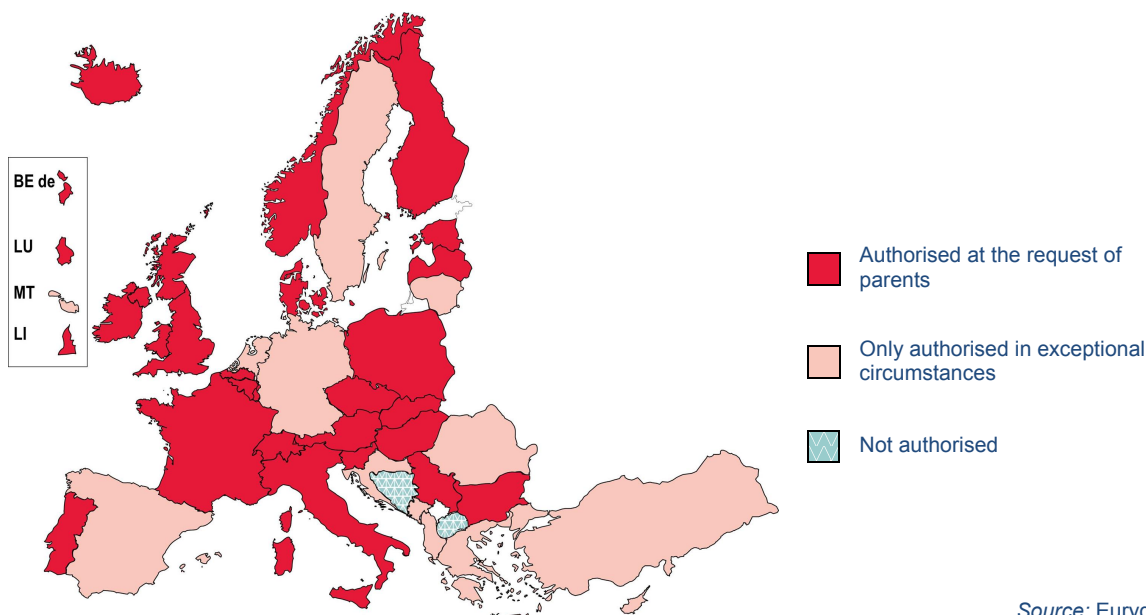 BE de
LU
MT
LI
Authorised at the request of
parents
Only authorised in exceptional
circumstances
Not authorised
Source: